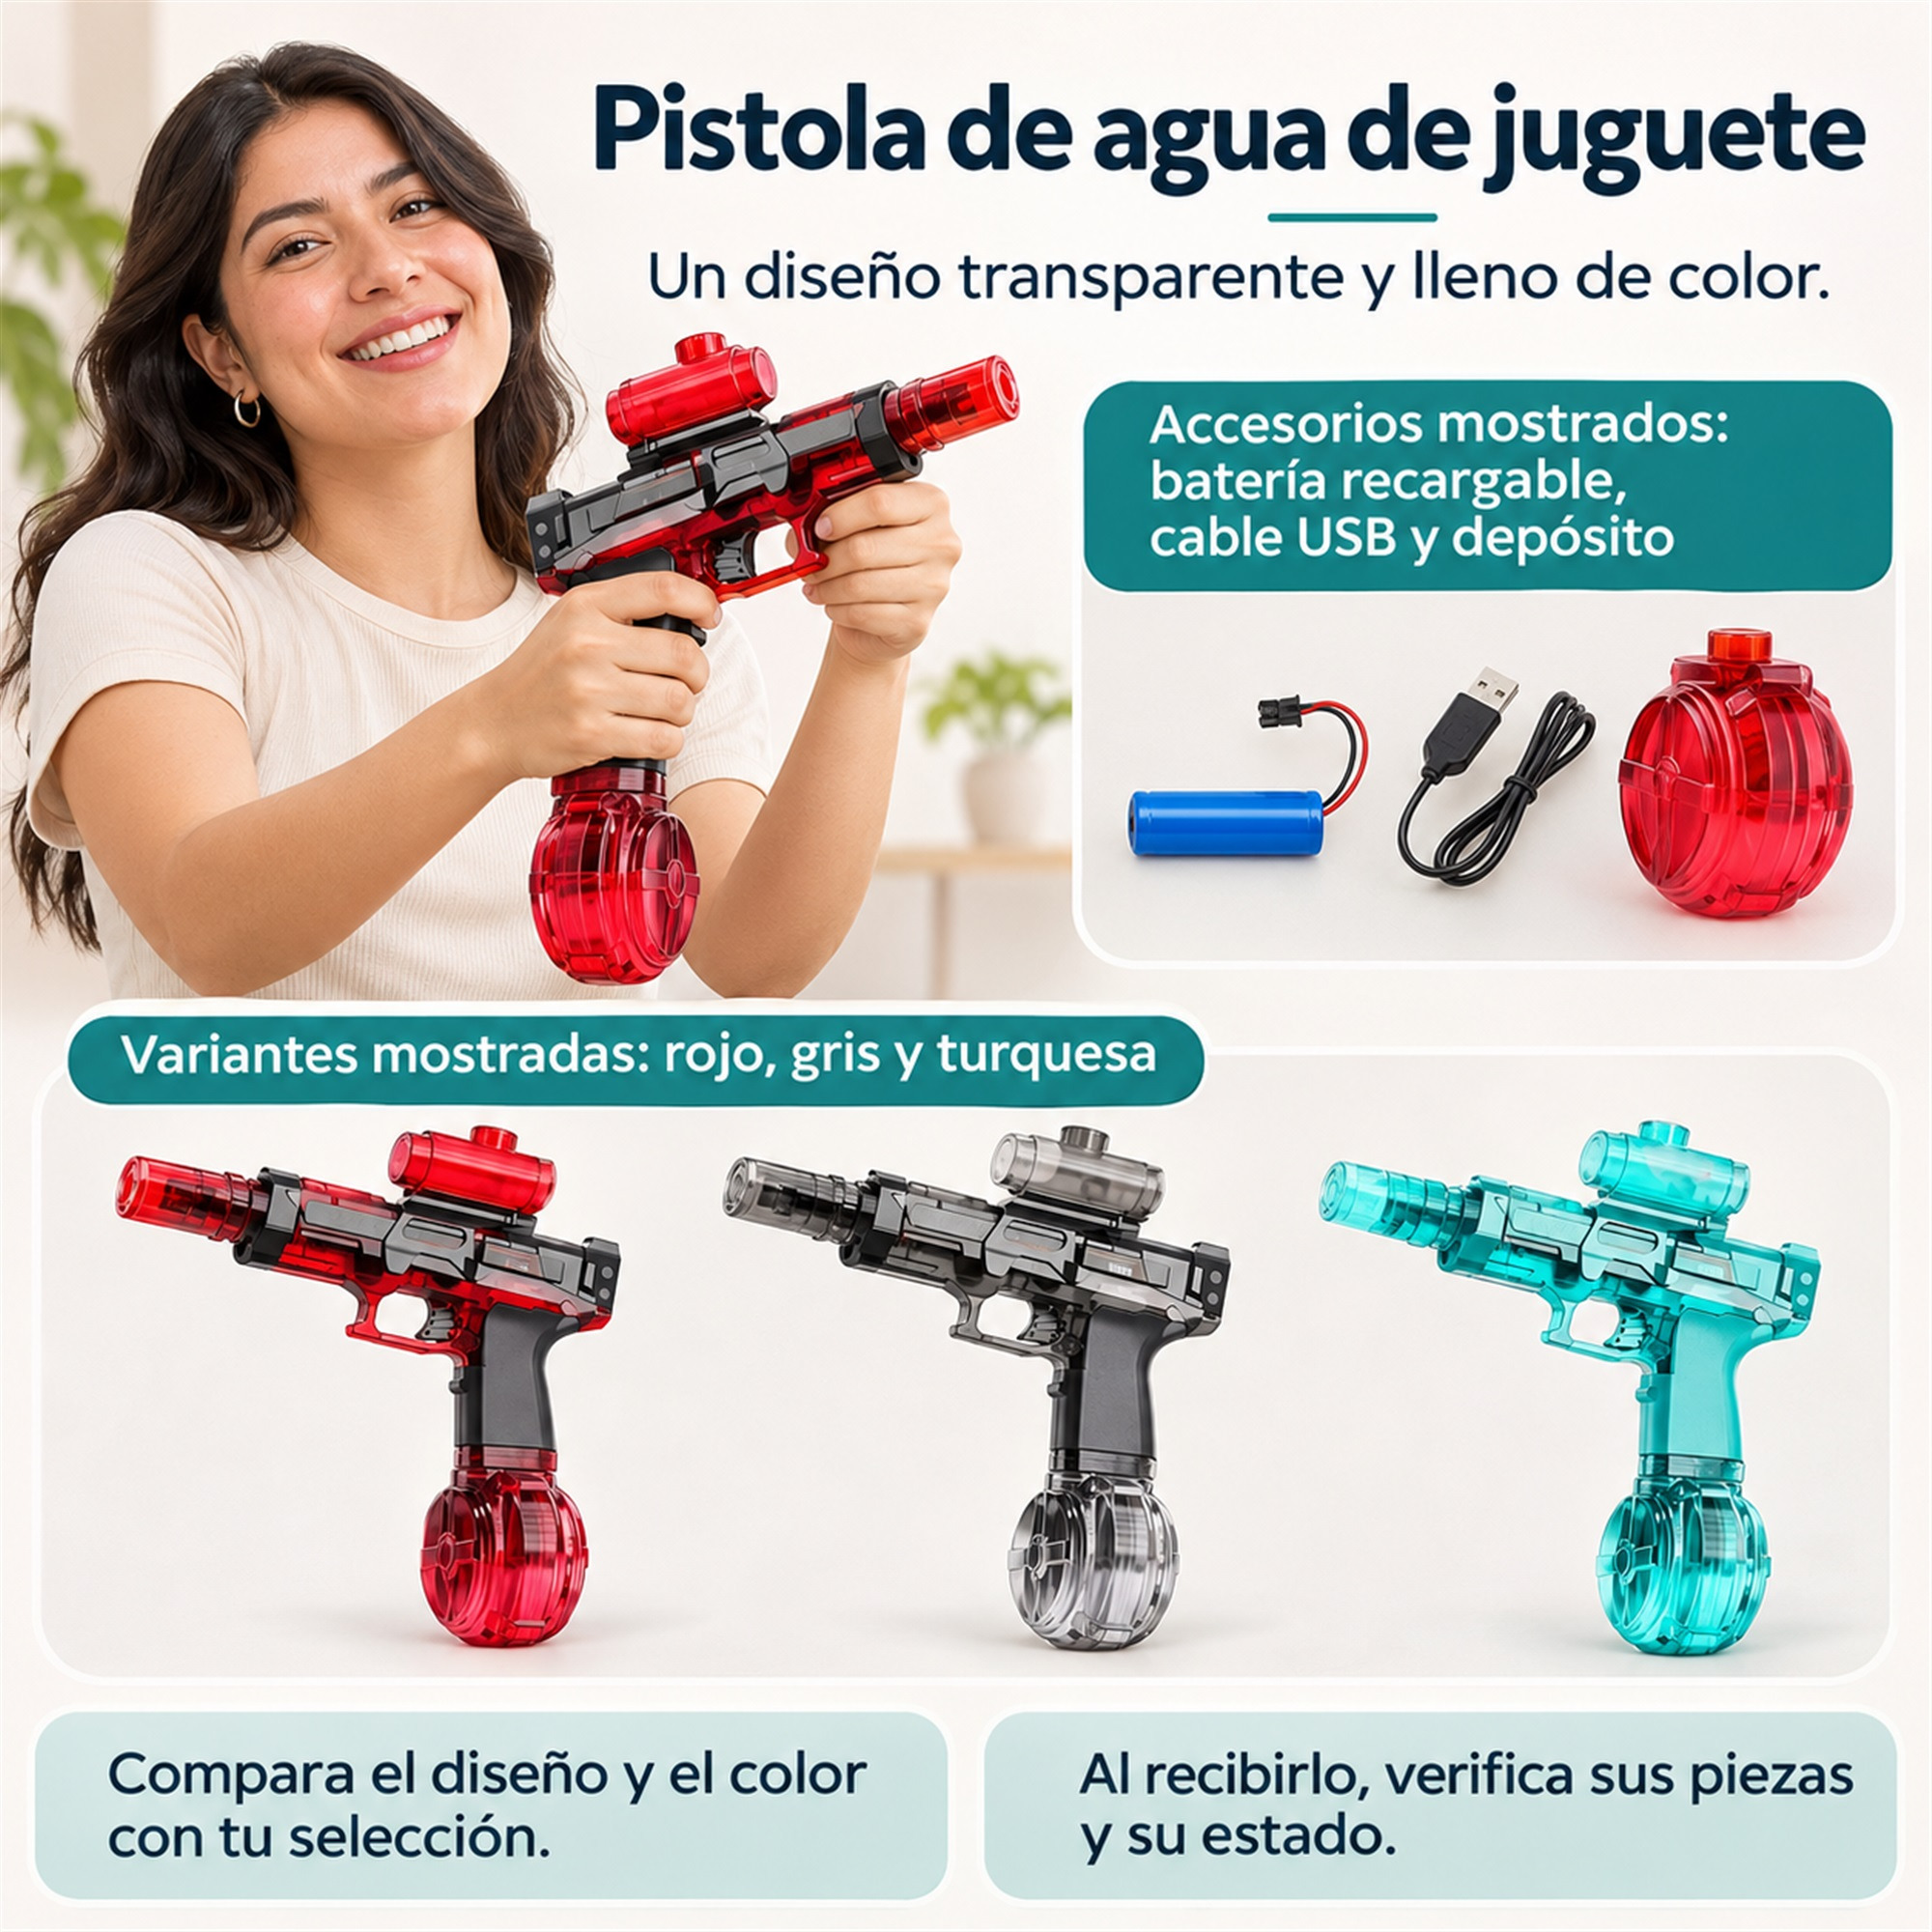 Pistola de agua de juguete
Un diseño transparente y lleno de color.
Accesorios mostrados:
batería recargable,
cable USB y depósito
Variantes mostradas: rojo, gris y turquesa
Compara el diseño y el color
con tu selección.
Al recibirlo, verifica sus piezas
y su estado.